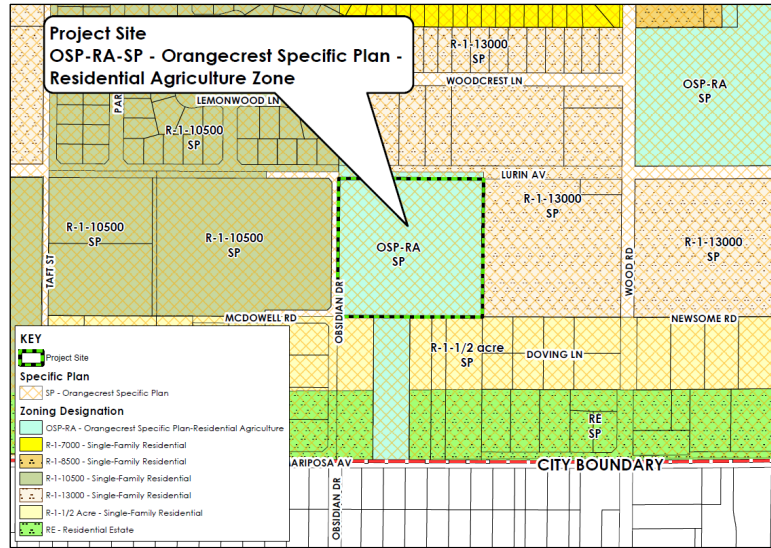 Project Site
OSP-RA-SP - Orangecrest Specific Plan -
Residential Agriculture Zone
R-1-13000
SP
WOODCREST LN
OSP-RA
SP
PAR
LEMONWOOD LN
R-1-10500
SP
LURIN AV
R-1-10500
SP
R-1-10500
SP
OSP-RA
SP
R-1-13000
SP
R-1-13000
SP
TAFT ST
OBSIDIAN DR
WOOD RD
MCDOWELL RD
NEWSOME RD
R-1-1/2 acre
SP
DOVING LN
RE
SP
MARIPOSA AV
CITY BOUNDARY
OBSIDIAN DR
KEY
Project Site
Specific Plan
SP - Orangecrest Specific Plan
Zoning Designation
OSP-RA - Orangecrest Specific Plan-Residential Agriculture
R-1-7000 - Single-Family Residential
R-1-8500 - Single-Family Residential
R-1-10500 - Single-Family Residential
R-1-13000 - Single-Family Residential
R-1-1/2 Acre - Single-Family Residential
RE - Residential Estate